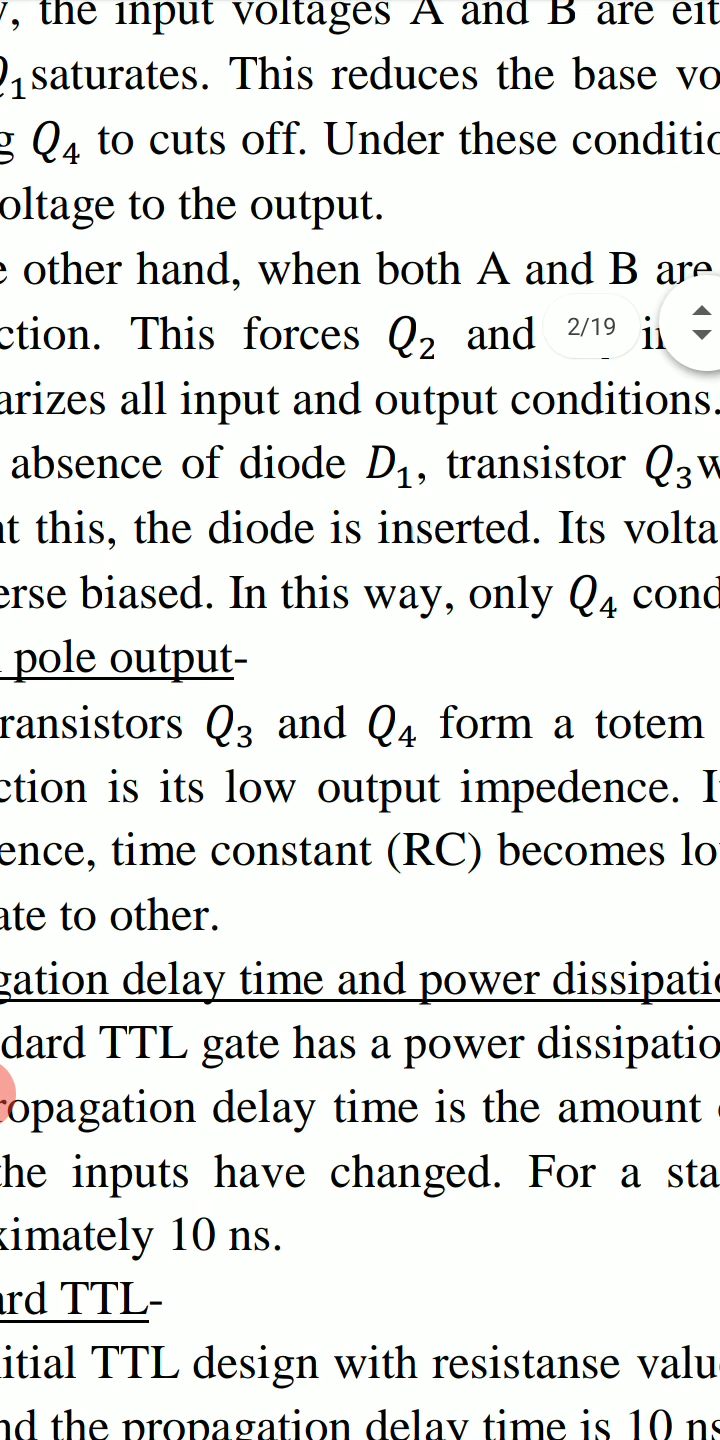 , the input voltages A and B are eit
Q₁ saturates. This reduces the base vo
g Q₄ to cuts off. Under these conditio
oltage to the output.
e other hand, when both A and B are
ction. This forces Q₂ and
2/19
arizes all input and output conditions.
absence of diode D₁, transistor Q₃ w
nt this, the diode is inserted. Its volta
erse biased. In this way, only Q₄ cond
pole output-
ransistors Q₃ and Q₄ form a totem
ction is its low output impedence. I
ence, time constant (RC) becomes lo
ate to other.
gation delay time and power dissipatio
dard TTL gate has a power dissipatio
ropagation delay time is the amount
the inputs have changed. For a sta
ximately 10 ns.
ard TTL-
itial TTL design with resistanse valu
nd the propagation delay time is 10 ns